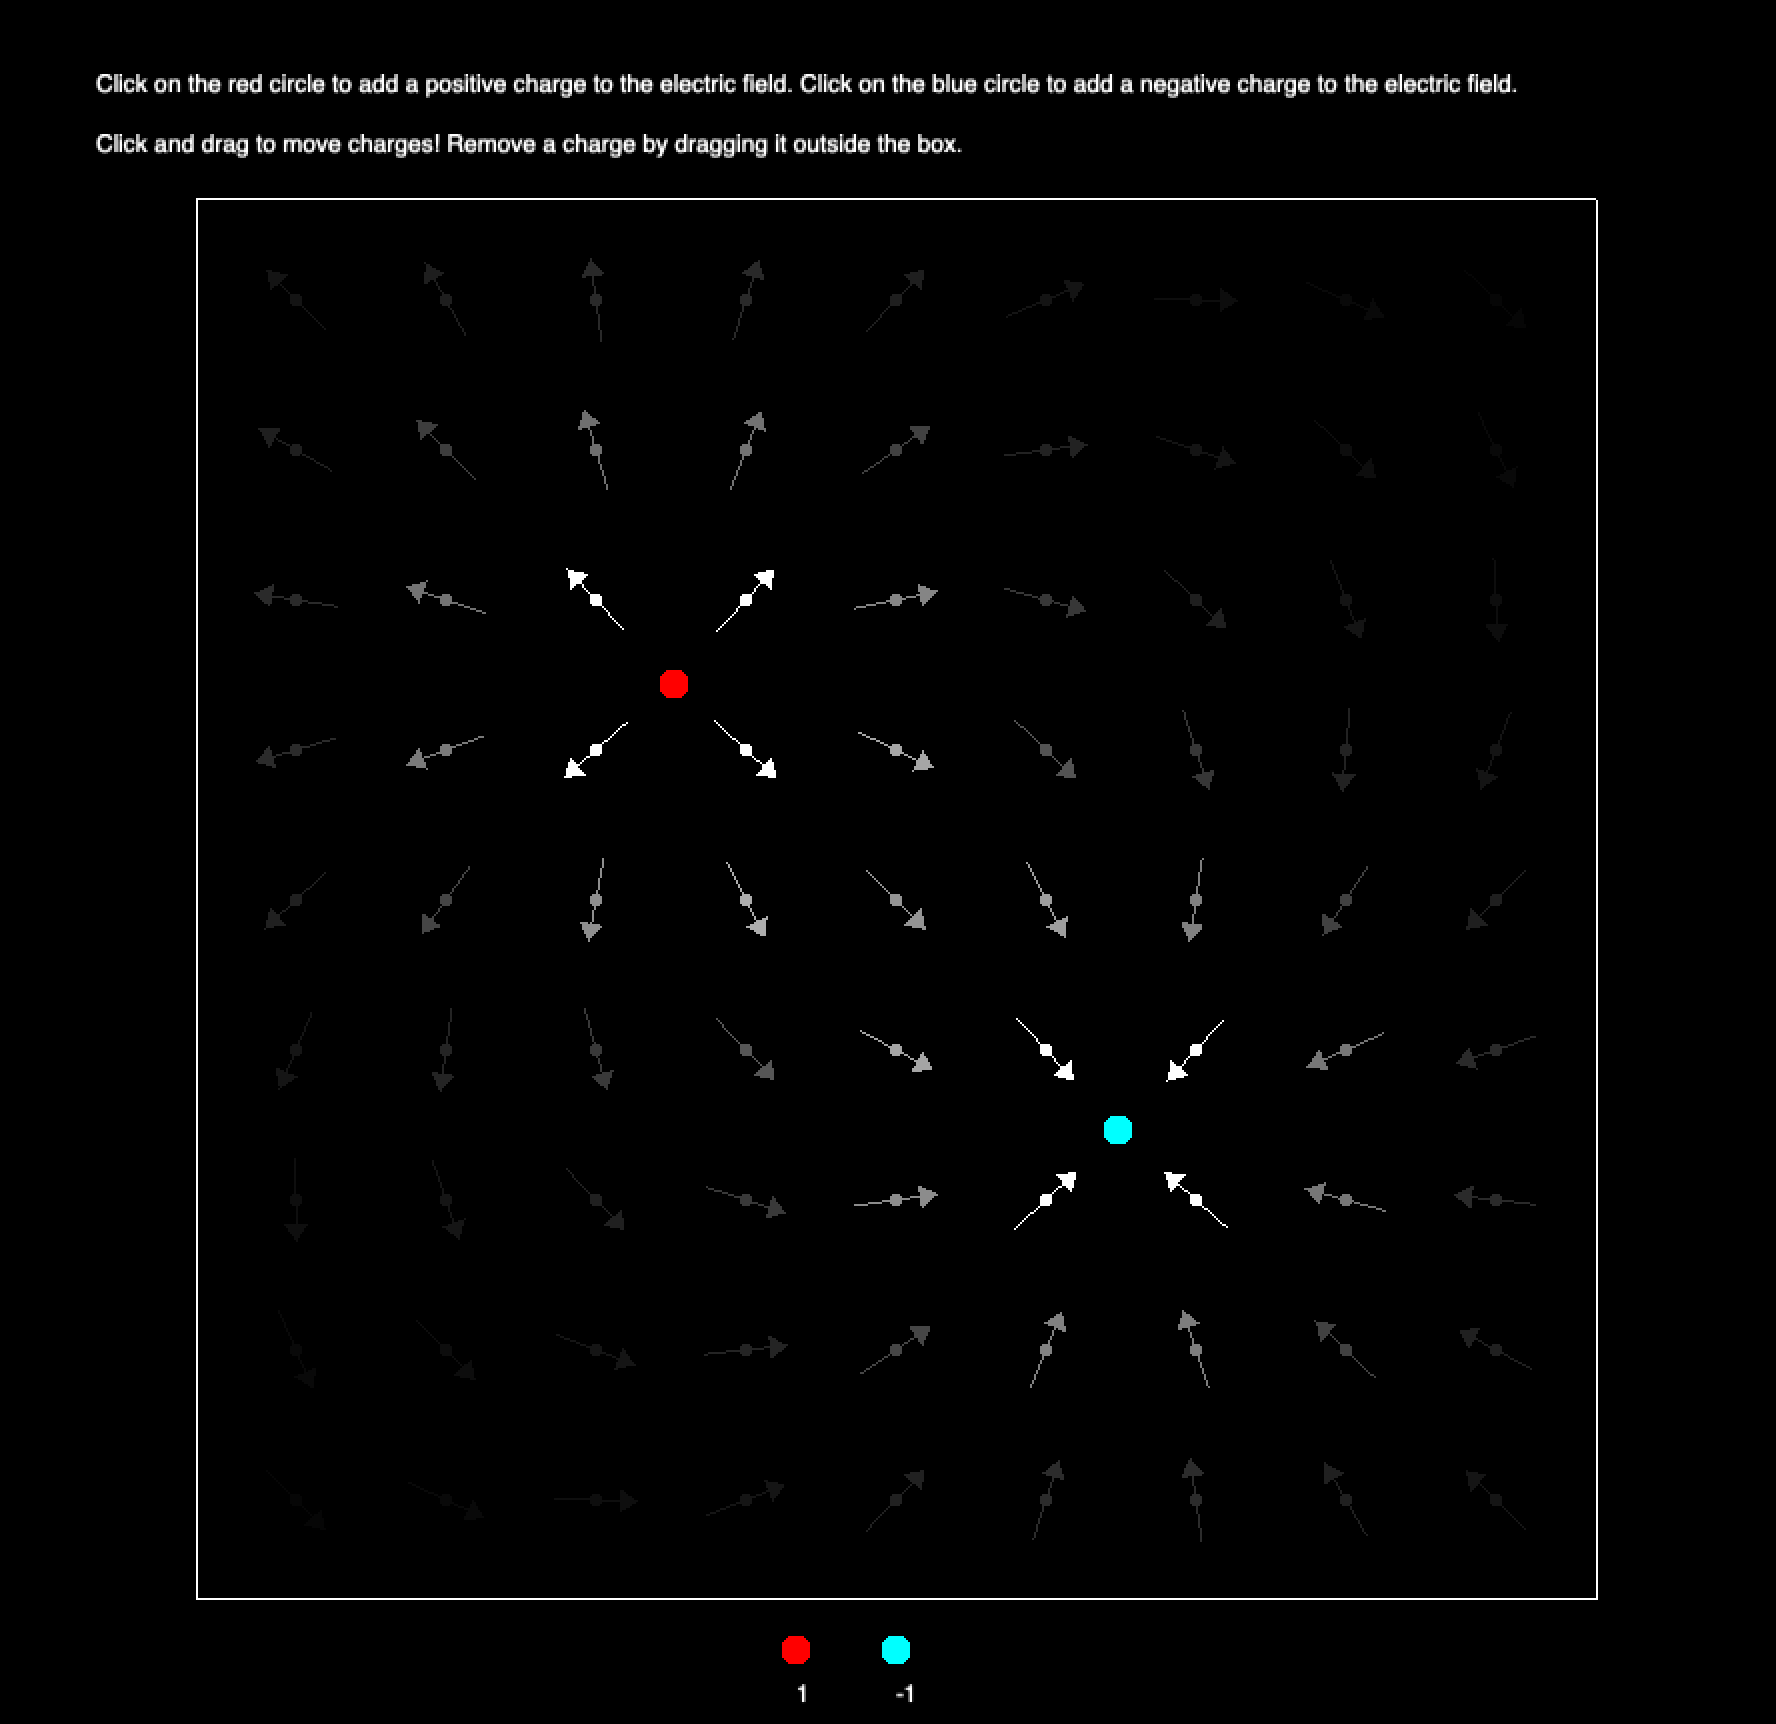 Click on the red circle to add a positive charge to the electric field. Click on the blue circle to add a negative charge to the electric field.
Click and drag to move charges! Remove a charge by dragging it outside the box.
1 -1